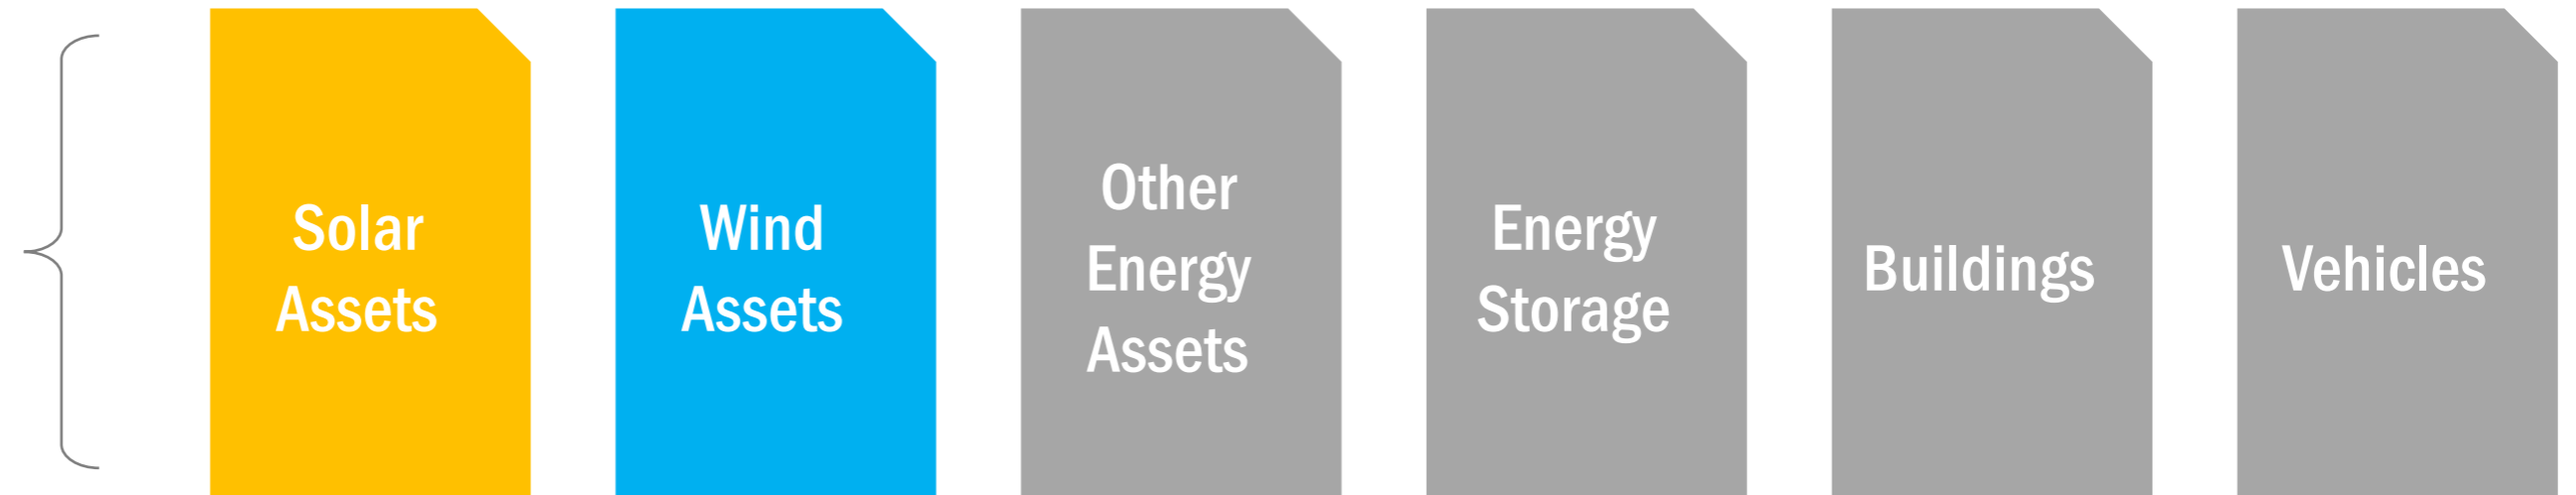 Solar
Assets
Wind
Assets
Other
Energy
Assets
Energy
Storage
Buildings
Vehicles